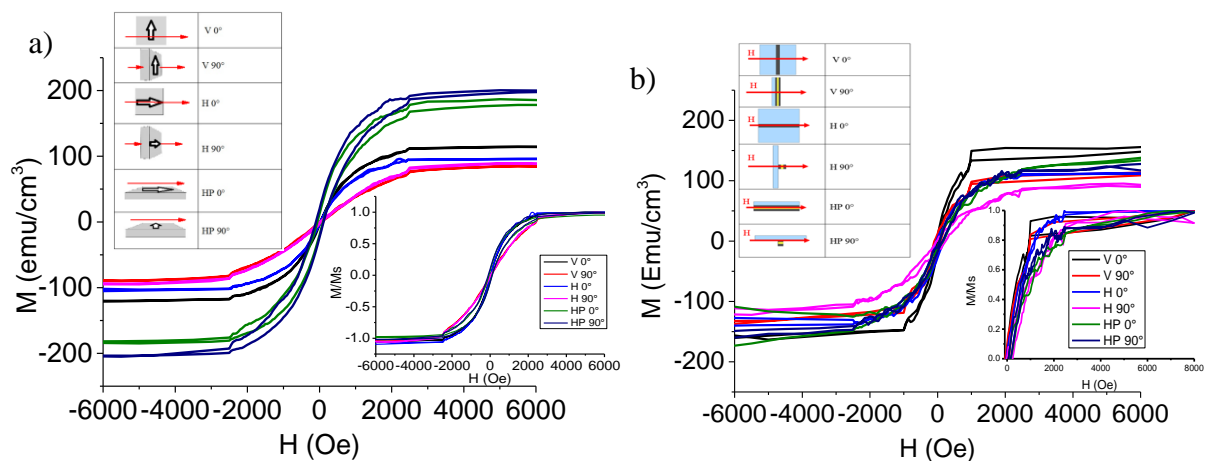 a)
V 0°
V 90°
H 0°
H 90°
HP 0°
HP 90°
M (emu/cm³)
200
100
0
-100
-200
-6000 -4000 -2000 0 2000 4000 6000
H (Oe)
M/Ms
1.0
0.5
0.0
-0.5
-1.0
-6000 -4000 -2000 0 2000 4000 6000
H (Oe)
V 0°
V 90°
H 0°
H 90°
HP 0°
HP 90°
b)
H V 0°
H V 90°
H H 0°
H H 90°
H HP 0°
H HP 90°
M (Emu/cm³)
200
100
0
-100
-200
-6000 -4000 -2000 0 2000 4000 6000
H (Oe)
M/Ms
1.0
0.8
0.6
0.4
0.2
0.0
0 2000 4000 6000 8000
H (Oe)
V 0°
V 90°
H 0°
H 90°
HP 0°
HP 90°